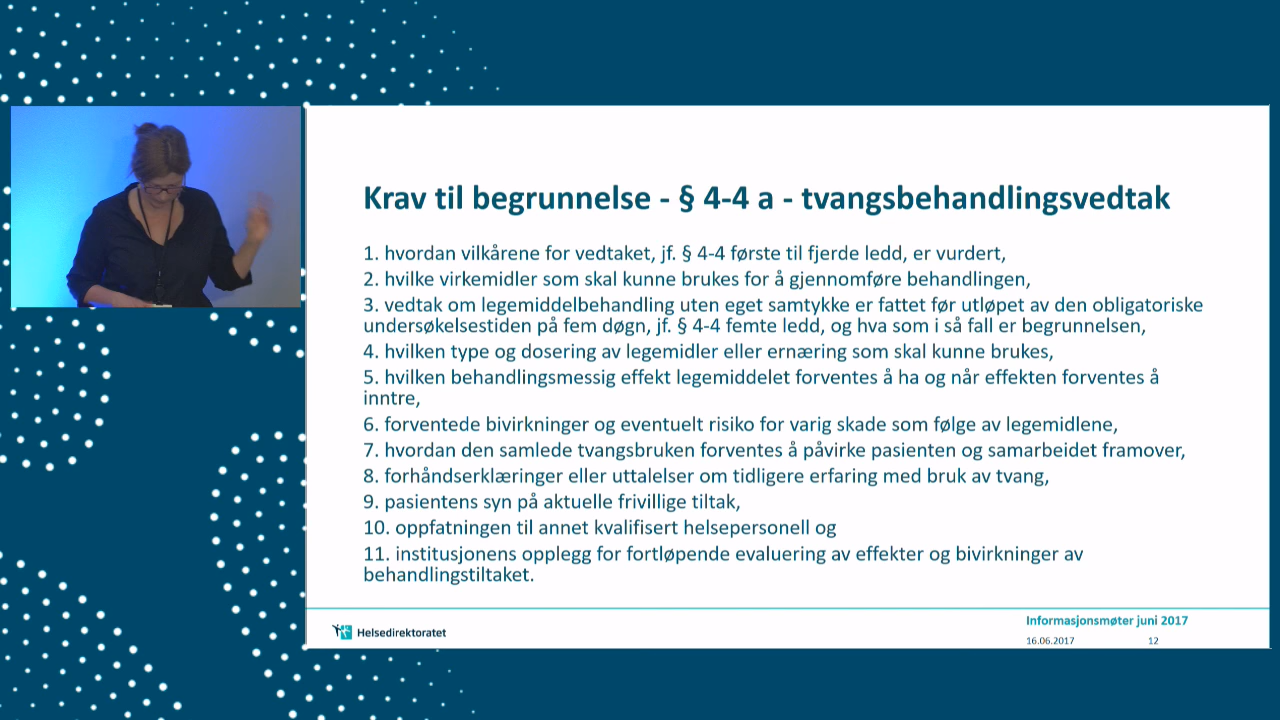 Krav til begrunnelse - § 4-4 a - tvangsbehandlingsvedtak
1. hvordan vilkårene for vedtaket, jf. § 4-4 første til fjerde ledd, er vurdert,
2. hvilke virkemidler som skal kunne brukes for å gjennomføre behandlingen,
3. vedtak om legemiddelbehandling uten eget samtykke er fattet før utløpet av den obligatoriske
undersøkelsestiden på fem døgn, jf. § 4-4 femte ledd, og hva som i så fall er begrunnelsen,
4. hvilken type og dosering av legemidler eller ernæring som skal kunne brukes,
5. hvilken behandlingsmessig effekt legemiddelet forventes å ha og når effekten forventes å
inntre,
6. forventede bivirkninger og eventuelt risiko for varig skade som følge av legemidlene,
7. hvordan den samlede tvangsbruken forventes å påvirke pasienten og samarbeidet framover,
8. forhåndserklæringer eller uttalelser om tidligere erfaring med bruk av tvang,
9. pasientens syn på aktuelle frivillige tiltak,
10. oppfatningen til annet kvalifisert helsepersonell og
11. institusjonens opplegg for fortløpende evaluering av effekter og bivirkninger av
behandlingstiltaket.
Helsedirektoratet
Informasjonsmøter juni 2017
16.06.2017 12